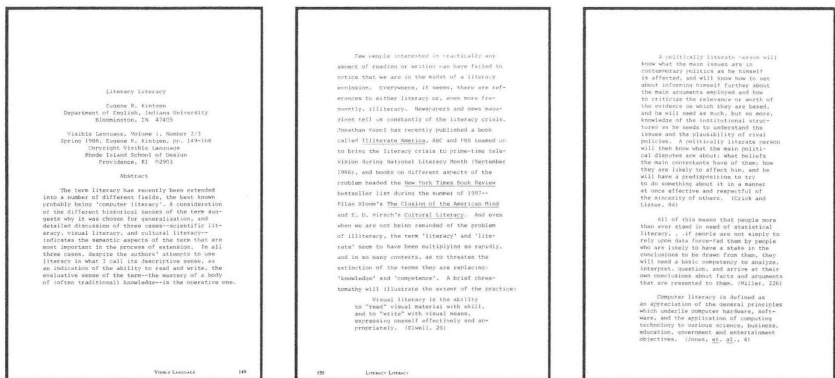 Literacy Literacy
Eugene R. Kintgen
Department of English, Indiana University
Bloomington, IN 47405
Visible Language, Volume 1, Number 2/3
Spring 1988, Eugene R. Kintgen, pp. 149-168
Copyright Visible Language
Rhode Island School of Design
Providence, RI 02903
Abstract
The term literacy has recently been extended
into a number of different fields, the best known
probably being 'computer literacy'. A consideration
of the different historical senses of the term sug-
gests why it was chosen for generalization, and
detailed discussion of three cases--scientific lit-
eracy, visual literacy, and cultural literacy--
indicates the semantic aspects of the term that are
most important in the process of extension. In all
three cases, despite the authors' attempts to use
literacy in what I call its descriptive sense, as
an indication of the ability to read and write, the
evaluative sense of the term--the mastery of a body
of (often traditional) knowledge--is the operative one.
VISIBLE LANGUAGE 149
Few people interested in practically any
aspect of reading or writing can have failed to
notice that we are in the midst of a literacy
explosion. Everywhere, it seems, there are ref-
erences to either literacy or, even more fre-
quently, illiteracy. Newspapers and news maga-
zines tell us constantly of the literacy crisis.
Jonathan Kozol has recently published a book
called Illiterate America, ABC and PBS teamed up
to bring the literacy crisis to prime-time tele-
vision during National Literacy Month (September
1986), and books on different aspects of the
problem headed the New York Times Book Review
bestseller list during the summer of 1987--
Allan Bloom's The Closing of the American Mind
and E. D. Hirsch's Cultural Literacy. And even
when we are not being reminded of the problem
of illiteracy, the term 'literacy' and 'lite-
rate' seem to have been multiplying so rapidly,
and in so many contexts, as to threaten the
extinction of the terms they are replacing:
'knowledge' and 'competence'. A brief chres-
tomathy will illustrate the extent of the practice:
Visual literacy is the ability
to "read" visual material with skill,
and to "write" with visual means,
expressing oneself effectively and ap-
propriately. (Elwell, 28)
150 LITERACY LITERACY
A politically literate person will
know what the main issues are in
contemporary politics as he himself
is affected, and will know how to set
about informing himself further about
the main arguments employed and how
to criticize the relevance or worth of
the evidence on which they are based,
and he will need as much, but no more,
knowledge of the institutional struc-
tures as he needs to understand the
issues and the plausibility of rival
policies. A politically literate person
will then know what the main politi-
cal disputes are about; what beliefs
the main contestants have of them; how
they are likely to affect him, and he
will have a predisposition to try
to do something about it in a manner
at once effective and respectful of
the sincerity of others. (Crick and
Lister, 84)
All of this means that people more
than ever stand in need of statistical
literacy. . .if people are not simply to
rely upon data force-fed them by people
who are likely to have a stake in the
conclusions to be drawn from them, they
will need a basic competency to analyze,
interpret, question, and arrive at their
own conclusions about facts and arguments
that are presented to them. (Miller, 226)
Computer literacy is defined as
an appreciation of the general principles
which underlie computer hardware, soft-
ware, and the application of computing
technology to various science, business,
education, government and entertainment
objectives. (Jones, et. al., 4)